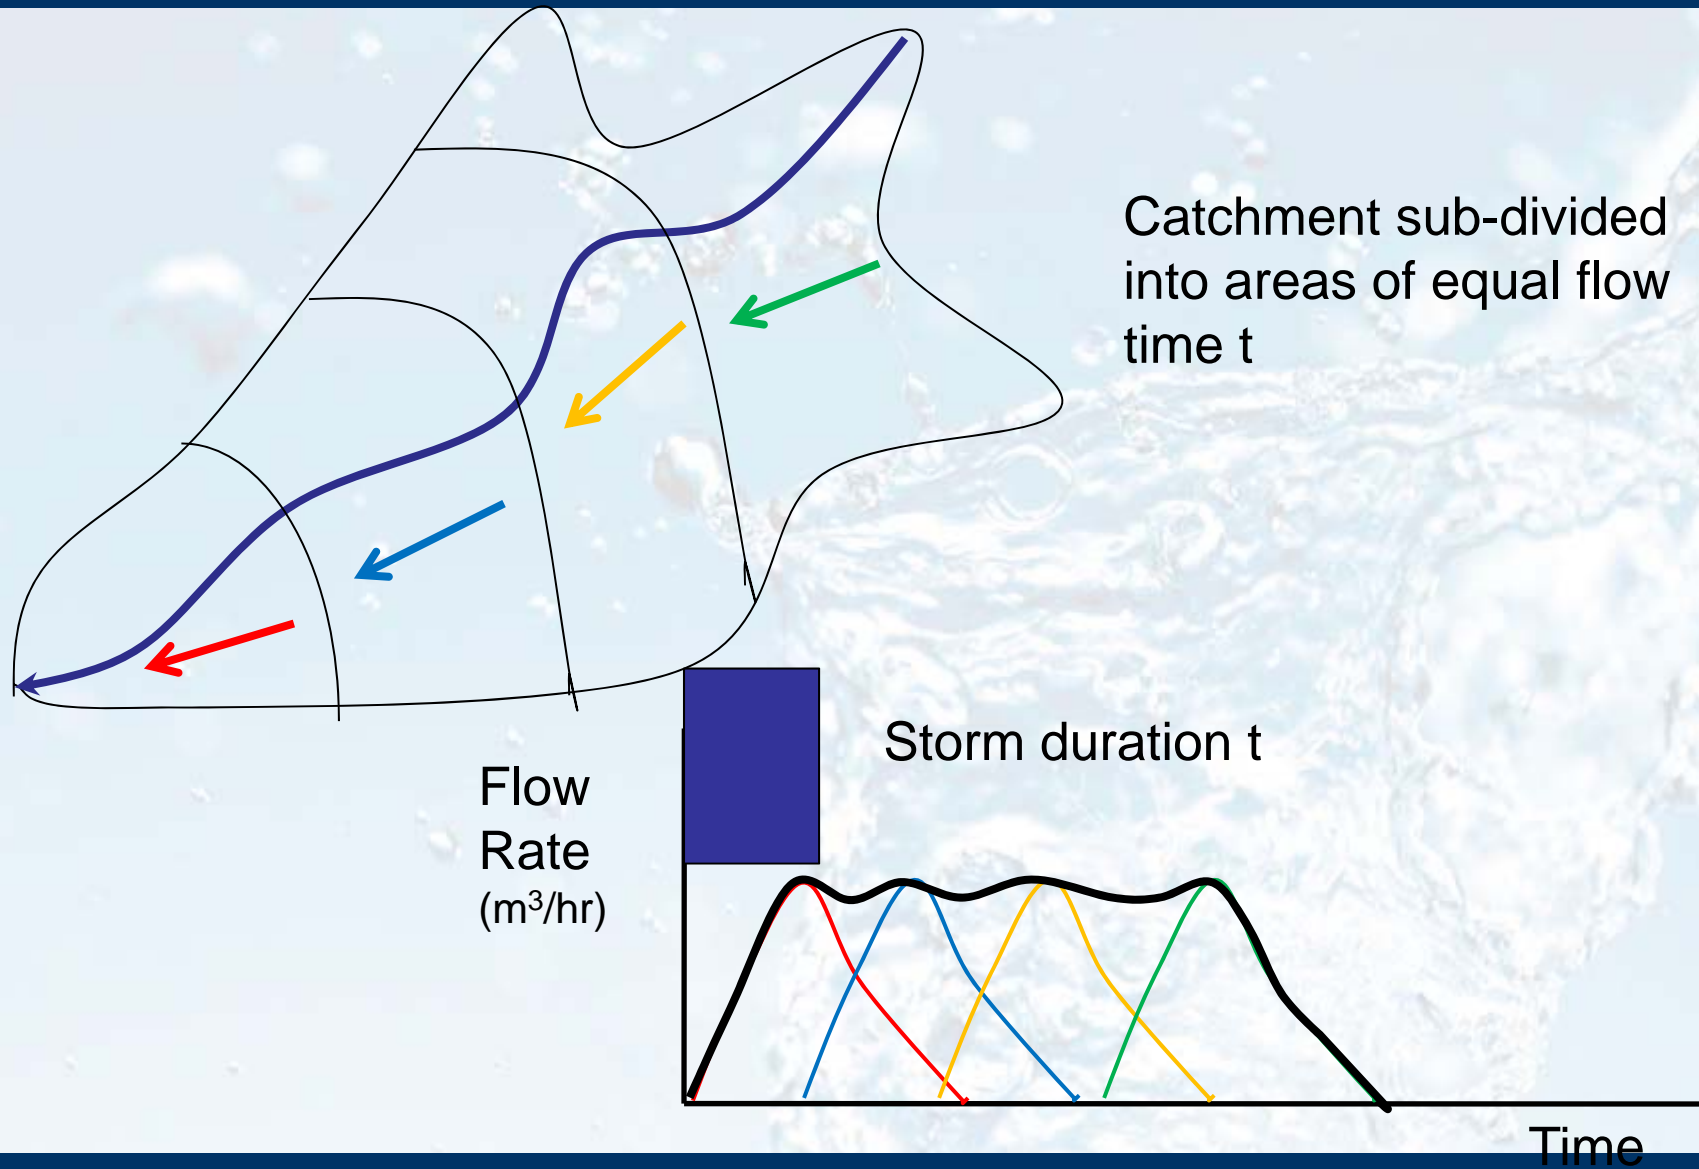 Catchment sub-divided
into areas of equal flow
time t
Storm duration t
Flow
Rate
(m³/hr)
Time